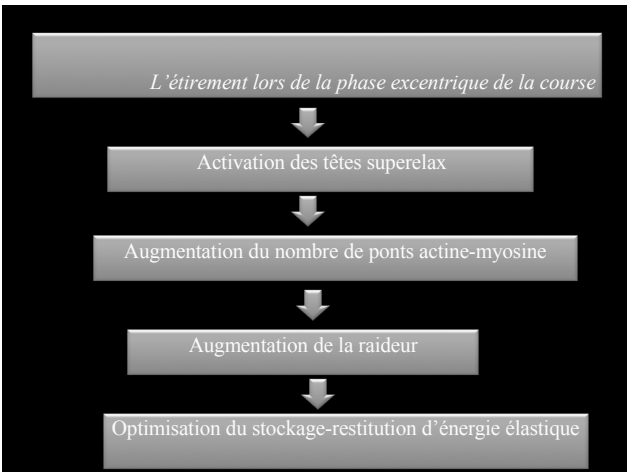 L'étirement lors de la phase excentrique de la course
Activation des têtes superelax
Augmentation du nombre de ponts actine-myosine
Augmentation de la raideur
Optimisation du stockage-restitution d'énergie élastique